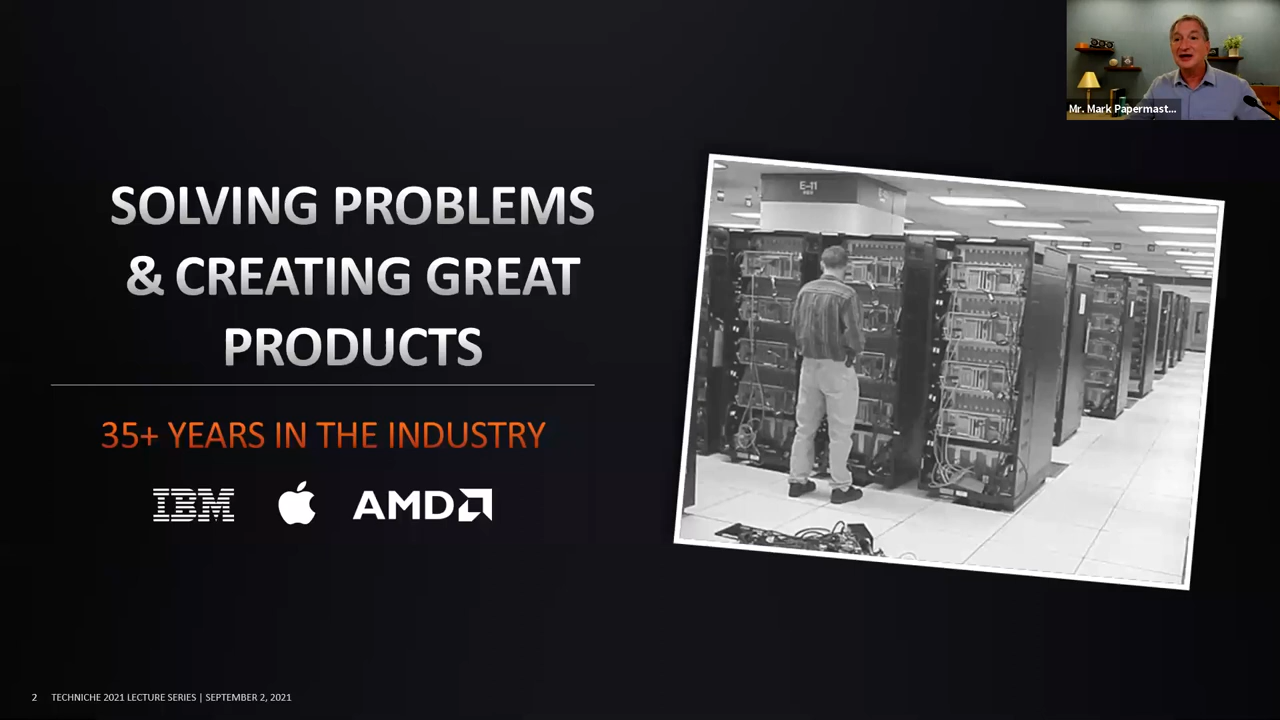 Mr. Mark Papermast...
SOLVING PROBLEMS
& CREATING GREAT
PRODUCTS
35+ YEARS IN THE INDUSTRY
IBM
AMD
E-11
2 TECHNICHE 2021 LECTURE SERIES | SEPTEMBER 2, 2021